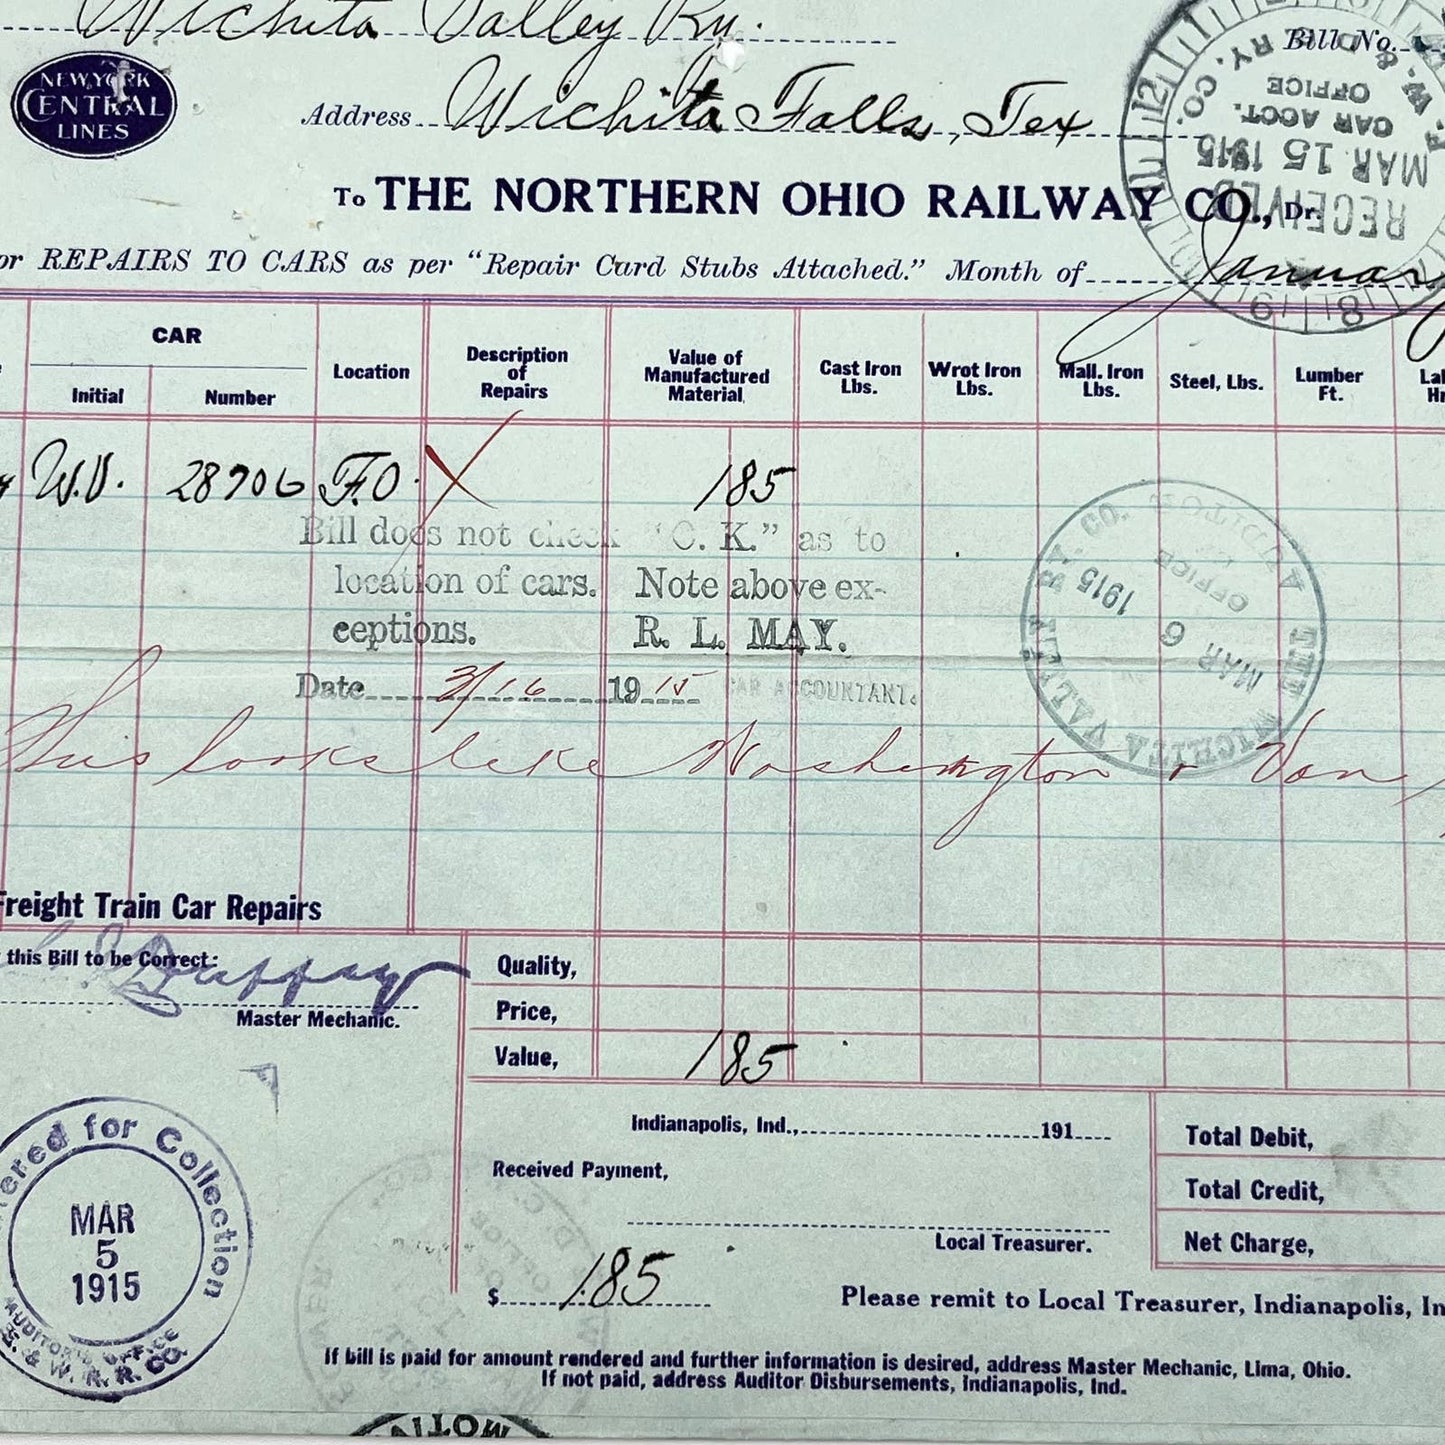 Wichita Valley Ry.
Bill No.
NEW YORK
CENTRAL
LINES
Address Wichita Falls, Tex
To THE NORTHERN OHIO RAILWAY CO., Dr.
RECEIVED
MAR 15 1915
CAR ACCT.
OFFICE
or REPAIRS TO CARS as per "Repair Card Stubs Attached." Month of January
CAR
Initial
Number
Location
Description of Repairs
Value of Manufactured Material
Cast Iron Lbs.
Wrot Iron Lbs.
Mall. Iron Lbs.
Steel, Lbs.
Lumber Ft.
W.V. 28706 F.O. X 185
Bill does not check "O. K." as to
location of cars. Note above ex-
ceptions. R. L. MAY.
Date 3/16 1915 CAR ACCOUNTANT.
THE WICHITA VALLEY RY. CO.
AUDITOR
OFFICE
MAR 6 1915
This looks like Washington & Van
Freight Train Car Repairs
this Bill to be Correct:
Master Mechanic.
Quality,
Price,
Value, 185
Indianapolis, Ind., 191
Received Payment,
Local Treasurer.
Total Debit,
Total Credit,
Net Charge,
for Collection
MAR
5
1915
AUDITOR'S OFFICE
& W. R. R. CO.
$ 1.85
Please remit to Local Treasurer, Indianapolis, In
If bill is paid for amount rendered and further information is desired, address Master Mechanic, Lima, Ohio.
If not paid, address Auditor Disbursements, Indianapolis, Ind.